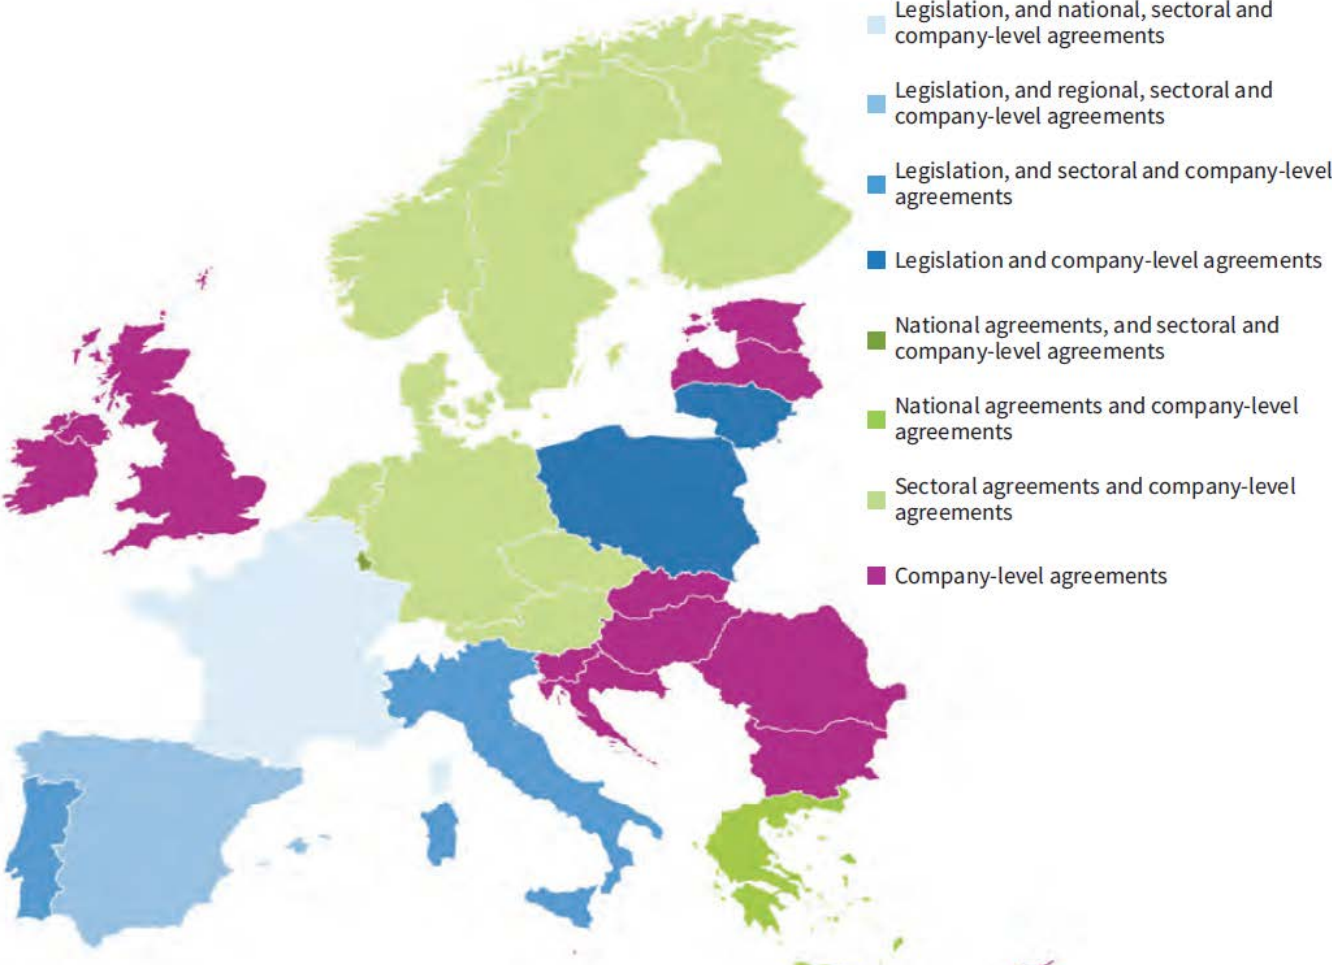 Legislation, and national, sectoral and
company-level agreements
Legislation, and regional, sectoral and
company-level agreements
Legislation, and sectoral and company-level
agreements
Legislation and company-level agreements
National agreements, and sectoral and
company-level agreements
National agreements and company-level
agreements
Sectoral agreements and company-level
agreements
Company-level agreements